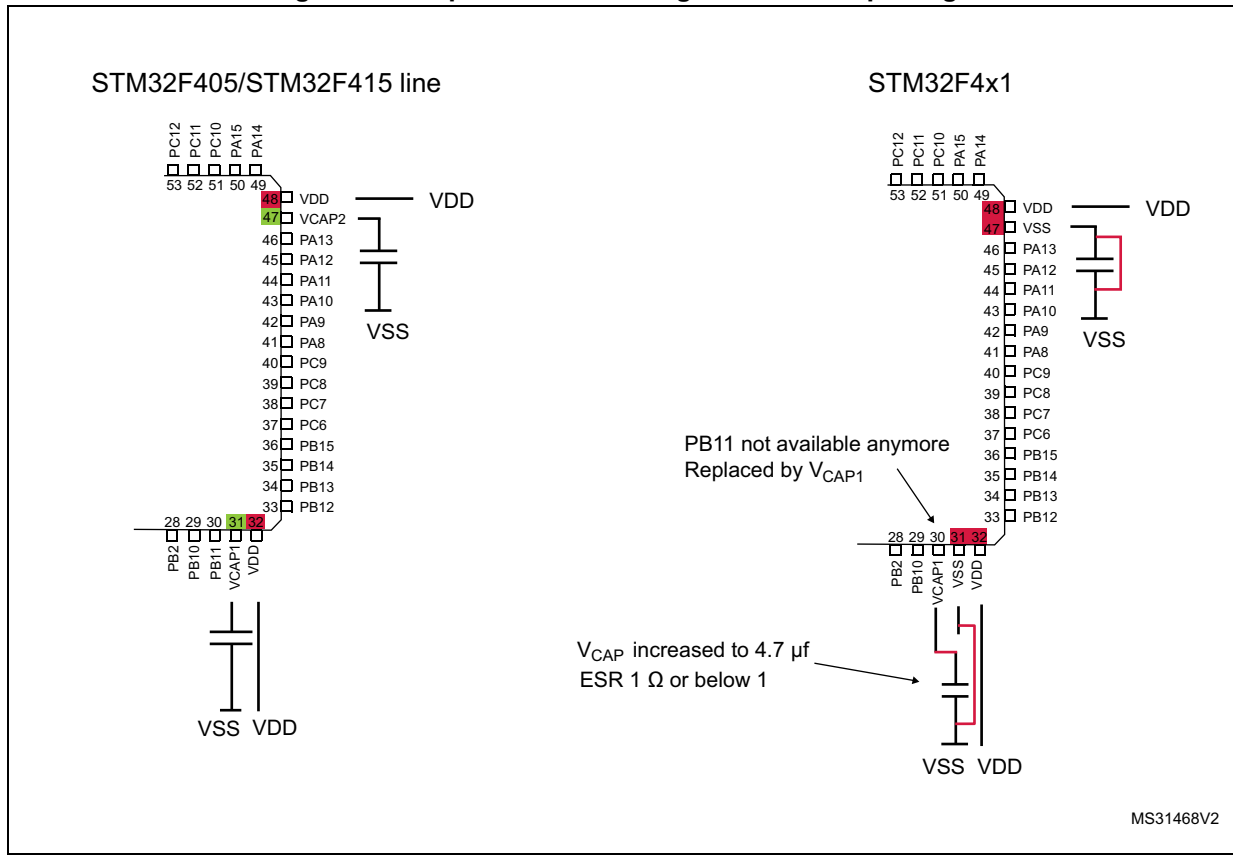 STM32F405/STM32F415 line
PC12
PC11
PC10
PA15
PA14
53 52 51 50 49
48 VDD
47 VCAP2
46 PA13
45 PA12
44 PA11
43 PA10
42 PA9
41 PA8
40 PC9
39 PC8
38 PC7
37 PC6
36 PB15
35 PB14
34 PB13
33 PB12
VDD
VSS
28 29 30 31 32
PB2
PB10
PB11
VCAP1
VDD
VSS VDD
STM32F4x1
PC12
PC11
PC10
PA15
PA14
53 52 51 50 49
48 VDD
47 VSS
46 PA13
45 PA12
44 PA11
43 PA10
42 PA9
41 PA8
40 PC9
39 PC8
38 PC7
37 PC6
36 PB15
35 PB14
34 PB13
33 PB12
VDD
VSS
PB11 not available anymore
Replaced by VCAP1
28 29 30 31 32
PB2
PB10
VCAP1
VSS
VDD
VCAP increased to 4.7 µf
ESR 1 Ω or below 1
VSS VDD
MS31468V2